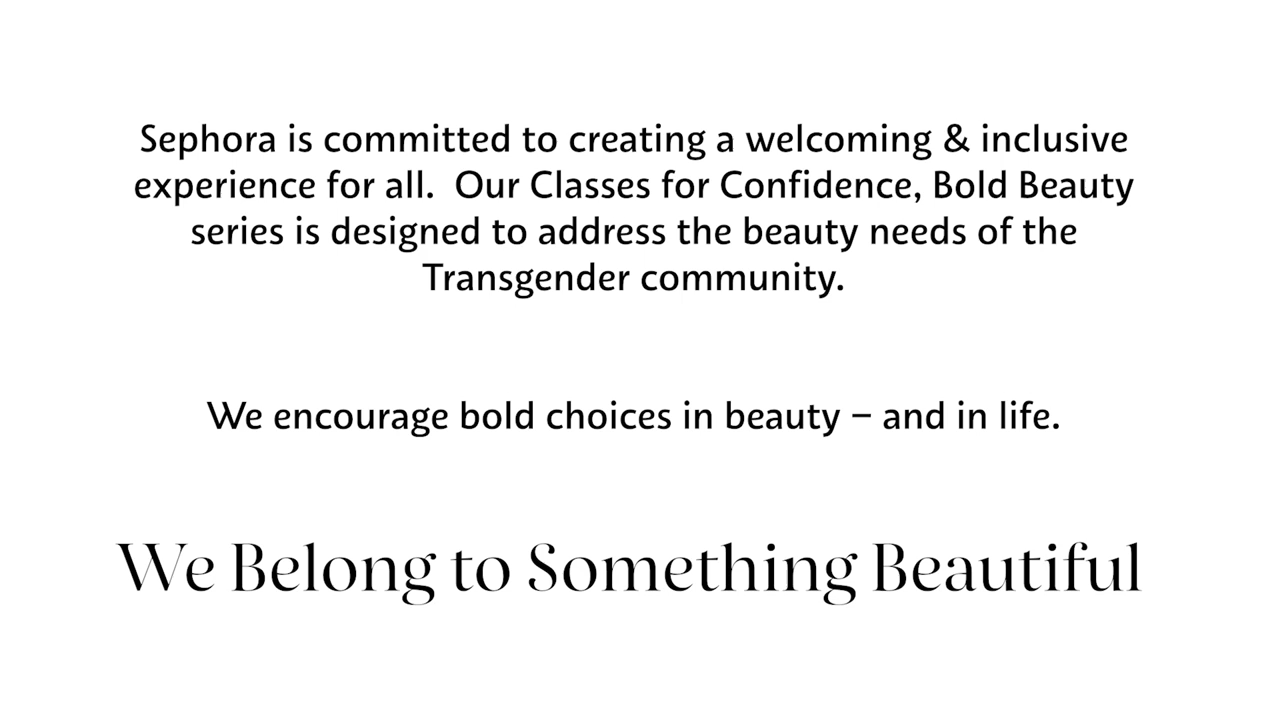 Sephora is committed to creating a welcoming & inclusive
experience for all.  Our Classes for Confidence, Bold Beauty
series is designed to address the beauty needs of the
Transgender community.
We encourage bold choices in beauty – and in life.
We Belong to Something Beautiful